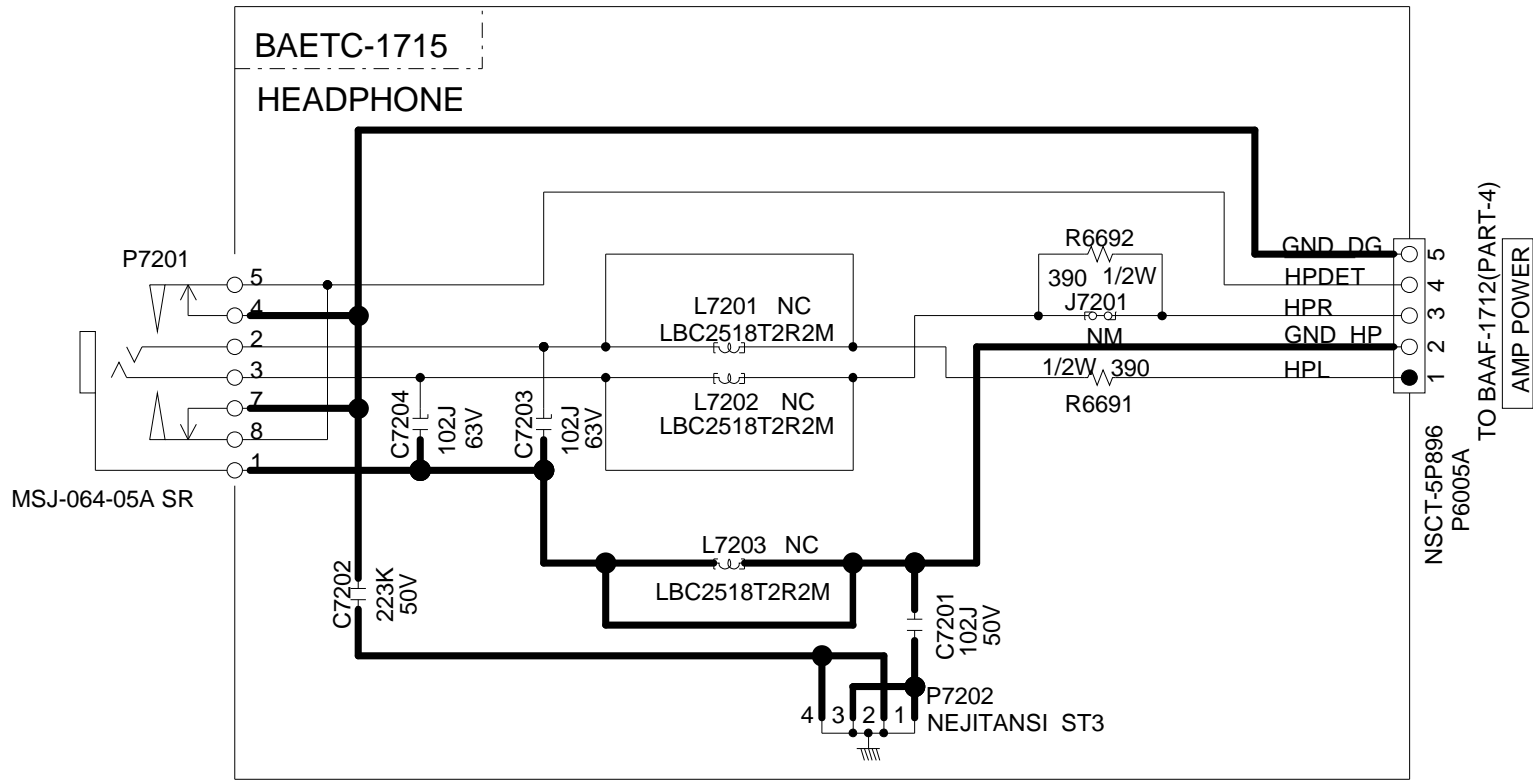 BAETC-1715
HEADPHONE
P7201
5
4
2
3
7
8
1
MSJ-064-05A SR
L7201 NC
LBC2518T2R2M
L7202 NC
LBC2518T2R2M
C7204
102J
63V
C7203
102J
63V
R6692
390 1/2W
J7201
NM
1/2W 390
R6691
GND DG
HPDET
HPR
GND HP
HPL
5
4
3
2
1
TO BAAF-1712(PART-4)
AMP POWER
NSCT-5P896
P6005A
L7203 NC
LBC2518T2R2M
C7202
223K
50V
C7201
102J
50V
P7202
4 3 2 1
NEJITANSI ST3